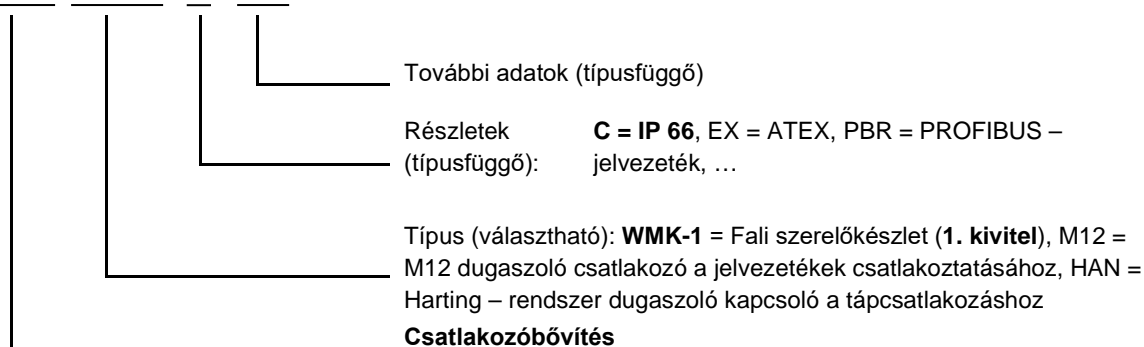 További adatok (típusfüggő)
Részletek (típusfüggő): C = IP 66, EX = ATEX, PBR = PROFIBUS – jelvezeték, …
Típus (választható): WMK-1 = Fali szerelőkészlet (1. kivitel), M12 =
M12 dugaszoló csatlakozó a jelvezetékek csatlakoztatásához, HAN =
Harting – rendszer dugaszoló kapcsoló a tápcsatlakozáshoz
Csatlakozóbővítés